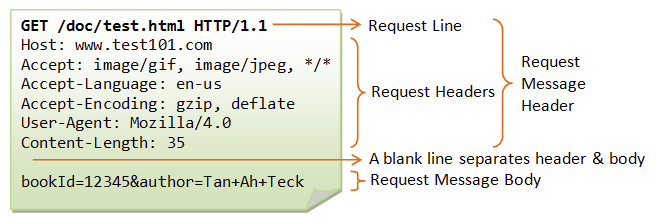 GET /doc/test.html HTTP/1.1
Host: www.test101.com
Accept: image/gif, image/jpeg, */*
Accept-Language: en-us
Accept-Encoding: gzip, deflate
User-Agent: Mozilla/4.0
Content-Length: 35
bookId=12345&author=Tan+Ah+Teck
Request Line
Request Headers
Request
Message
Header
A blank line separates header & body
Request Message Body